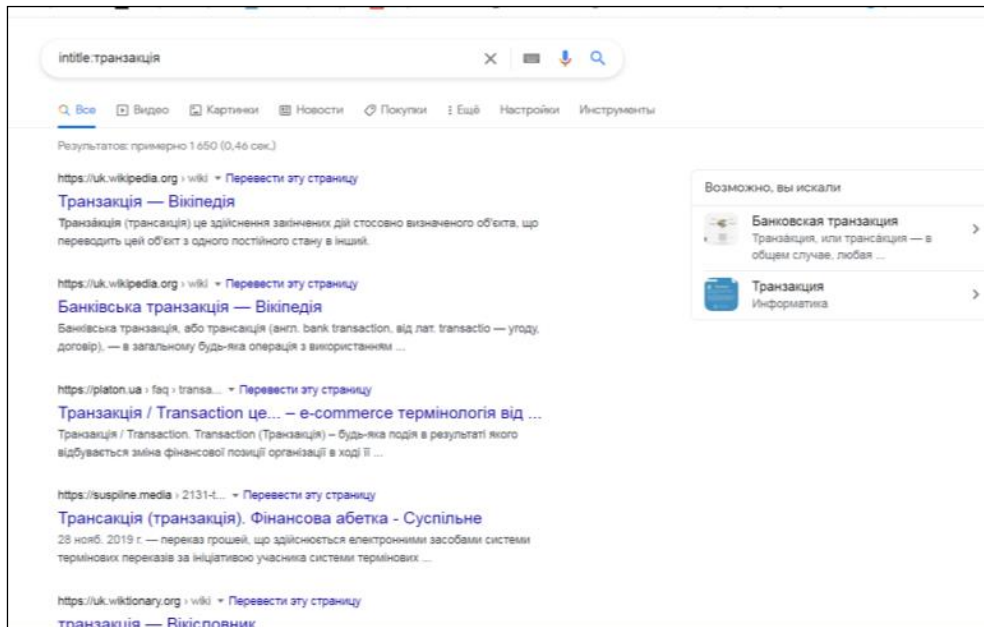 intitle:транзакція
Все Видео Картинки Новости Покупки Ещё Настройки Инструменты
Результатов: примерно 1 650 (0,46 сек.)
https://uk.wikipedia.org › wiki Перевести эту страницу
Транзакція — Вікіпедія
Транза́кція (трансакція) це здійснення закінчених дій стосовно визначеного об'єкта, що
переводить цей об'єкт з одного постійного стану в інший.
https://uk.wikipedia.org › wiki Перевести эту страницу
Банківська транзакція — Вікіпедія
Банківська транзакція, або трансакція (англ. bank transaction, від лат. transactio — угоду,
договір), — в загальному будь-яка операція з використанням ...
https://platon.ua › faq › transa... Перевести эту страницу
Транзакція / Transaction це... – e-commerce термінологія від ...
Транзакція / Transaction. Transaction (Транзакція) – будь-яка подія в результаті якого
відбувається зміна фінансової позиції організації в ході її ...
https://suspilne.media › 2131-t... Перевести эту страницу
Трансакція (транзакція). Фінансова абетка - Суспільне
28 нояб. 2019 г. — переказ грошей, що здійснюється електронними засобами системи
термінових переказів за ініціативою учасника системи термінових ...
https://uk.wiktionary.org › wiki Перевести эту страницу
транзакція — Вікісловник
Возможно, вы искали
Банковская транзакция
Транза́кция, или транса́кция — в
общем случае, любая ...
Транзакция
Информатика